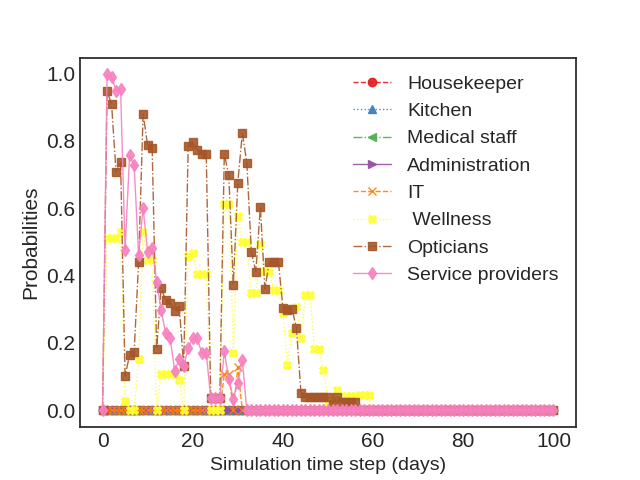 1.0
0.8
0.6
0.4
0.2
0.0
Probabilities
0 20 40 60 80 100
Simulation time step (days)
Housekeeper
Kitchen
Medical staff
Administration
IT
Wellness
Opticians
Service providers